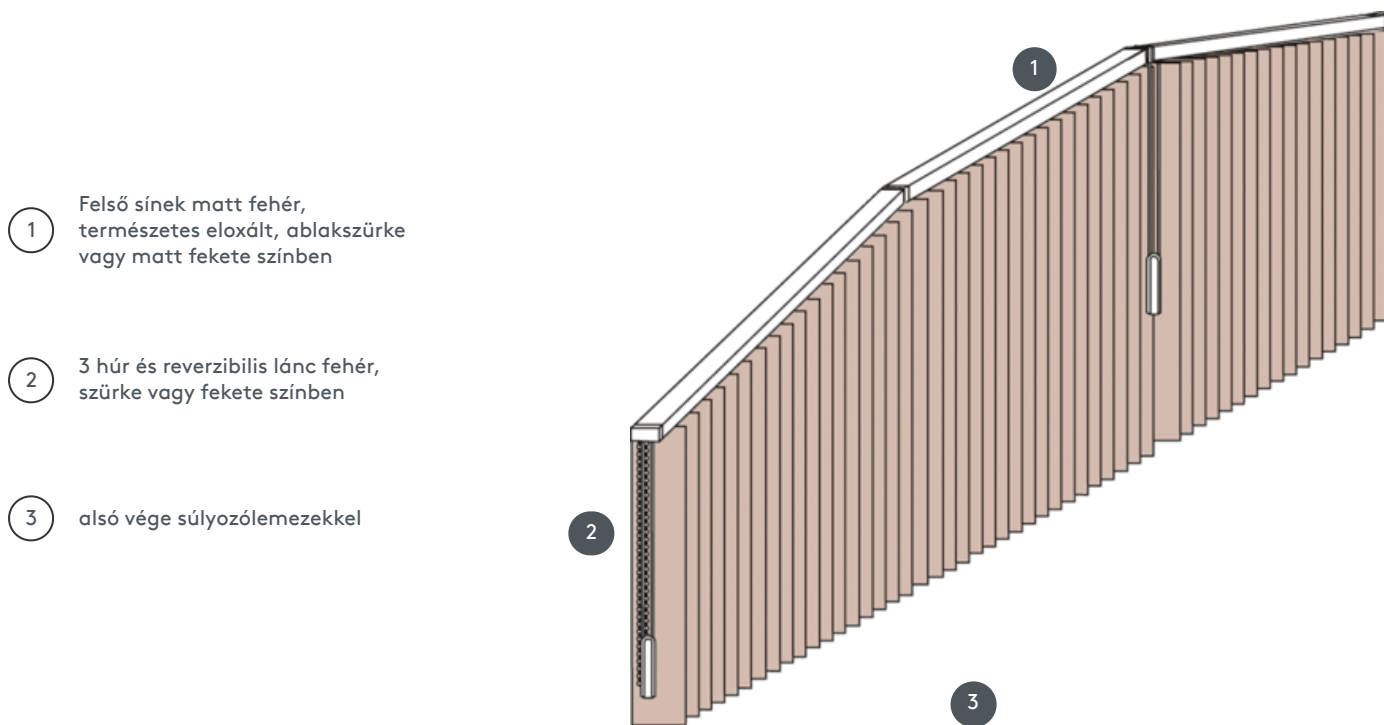 1
Felső sínek matt fehér,
természetes eloxált, ablakszürke
vagy matt fekete színben
2
3 húr és reverzibilis lánc fehér,
szürke vagy fekete színben
3
alsó vége súlyozólemezekkel
1
2
3